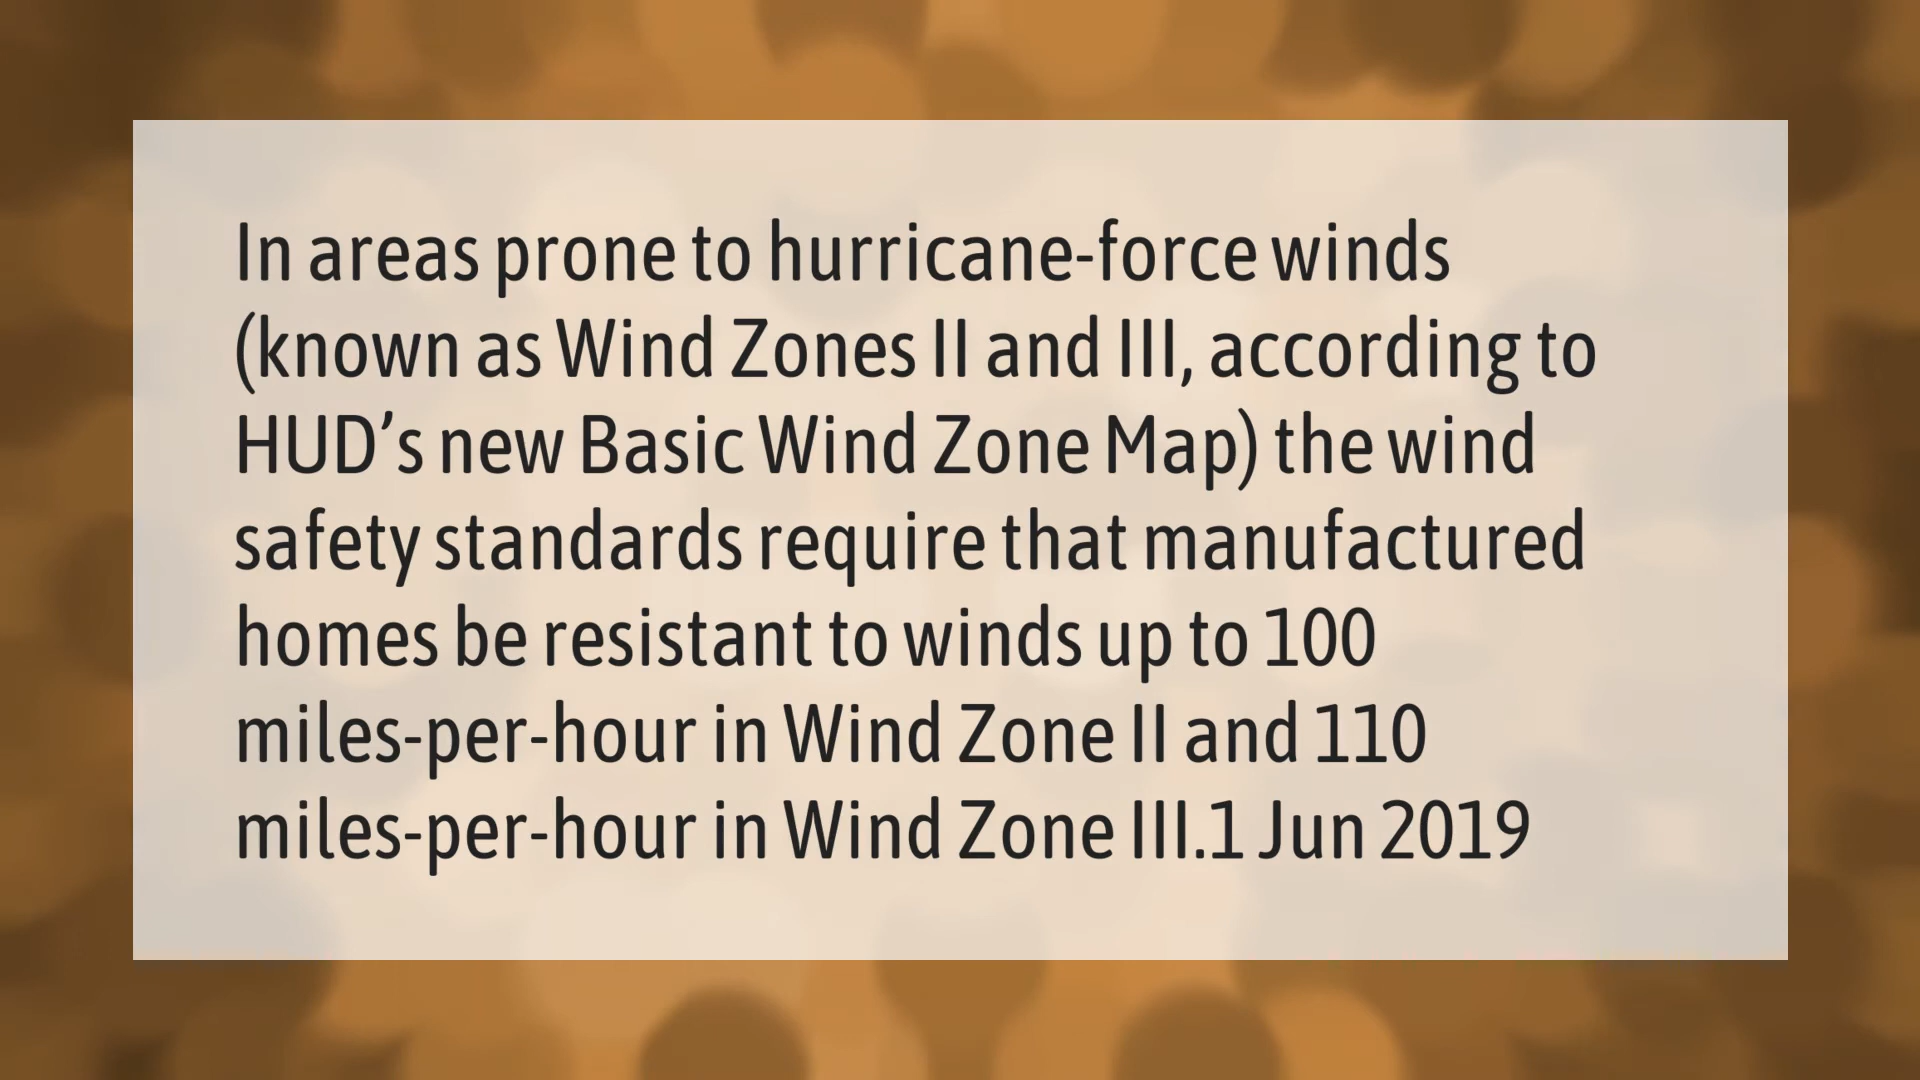 In areas prone to hurricane-force winds
(known as Wind Zones II and III, according to
HUD’s new Basic Wind Zone Map) the wind
safety standards require that manufactured
homes be resistant to winds up to 100
miles-per-hour in Wind Zone II and 110
miles-per-hour in Wind Zone III.1 Jun 2019